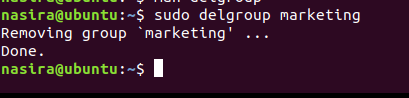 nasira@ubuntu:~$ sudo delgroup marketing
Removing group `marketing' ...
Done.
nasira@ubuntu:~$